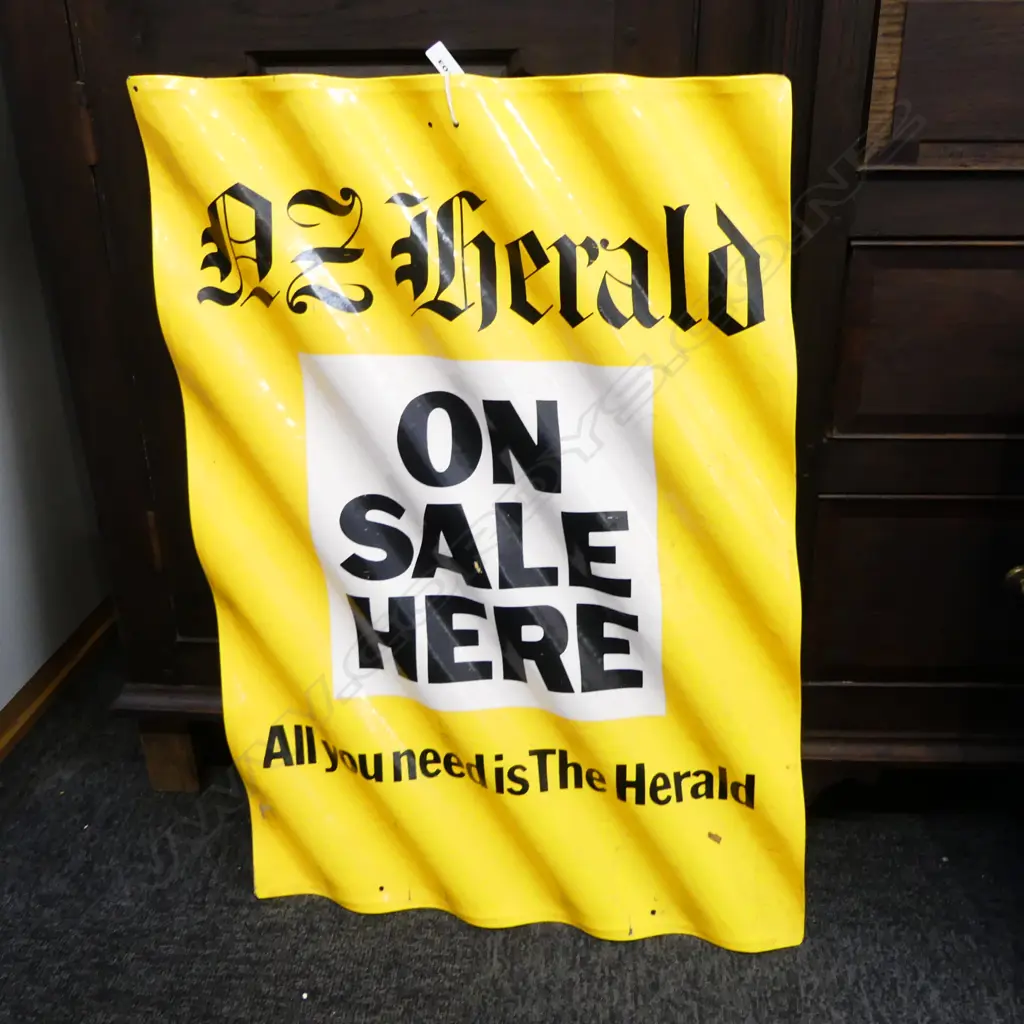 NZ Herald
ON
SALE
HERE
All you need is The Herald